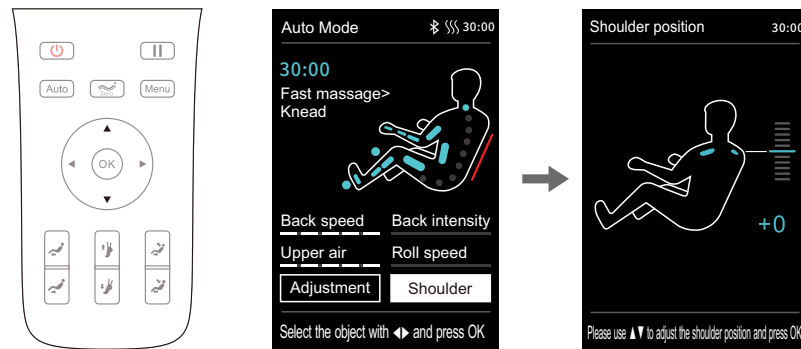 Auto
Zero
Menu
OK
Auto Mode 30:00
30:00
Fast massage>
Knead
Back speed Back intensity
Upper air Roll speed
Adjustment Shoulder
Select the object with ◀▶ and press OK
Shoulder position 30:00
+0
Please use ▲▼ to adjust the shoulder position and press OK